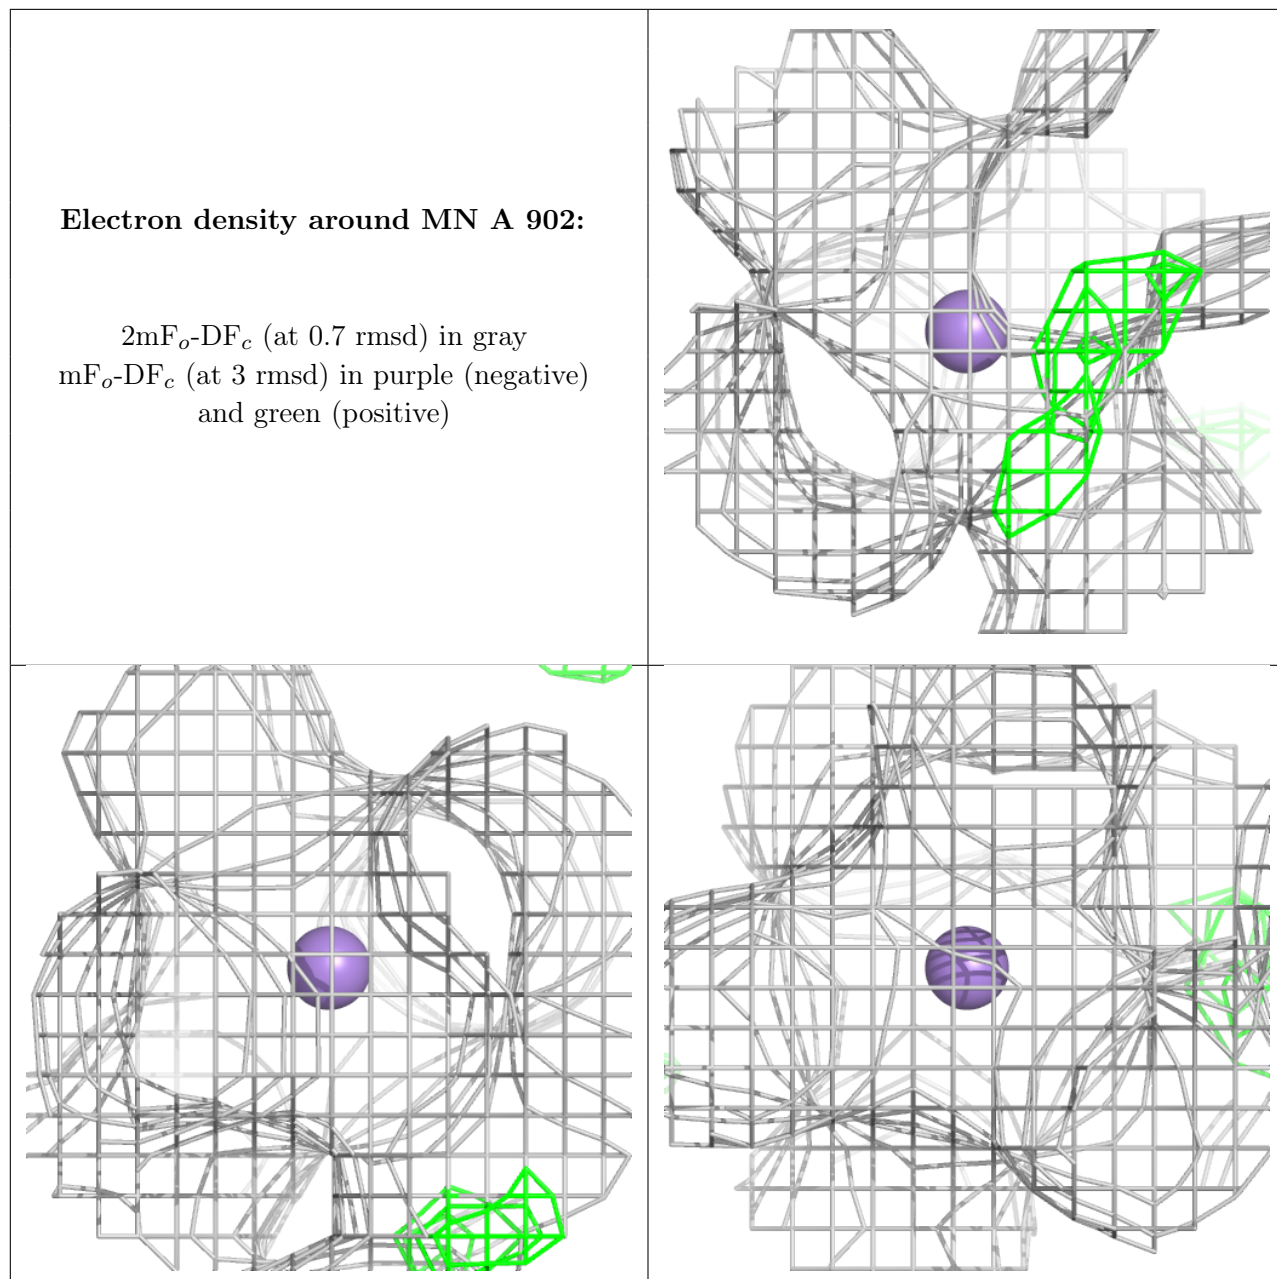 Electron density around MN A 902:
2mFo-DFc (at 0.7 rmsd) in gray
mFo-DFc (at 3 rmsd) in purple (negative)
and green (positive)